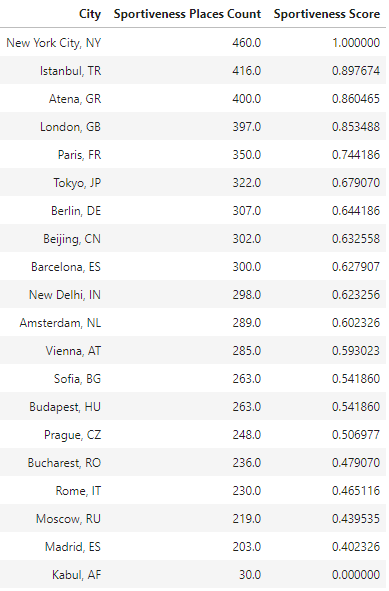 City Sportiveness Places Count Sportiveness Score
New York City, NY 460.0 1.000000
Istanbul, TR 416.0 0.897674
Atena, GR 400.0 0.860465
London, GB 397.0 0.853488
Paris, FR 350.0 0.744186
Tokyo, JP 322.0 0.679070
Berlin, DE 307.0 0.644186
Beijing, CN 302.0 0.632558
Barcelona, ES 300.0 0.627907
New Delhi, IN 298.0 0.623256
Amsterdam, NL 289.0 0.602326
Vienna, AT 285.0 0.593023
Sofia, BG 263.0 0.541860
Budapest, HU 263.0 0.541860
Prague, CZ 248.0 0.506977
Bucharest, RO 236.0 0.479070
Rome, IT 230.0 0.465116
Moscow, RU 219.0 0.439535
Madrid, ES 203.0 0.402326
Kabul, AF 30.0 0.000000